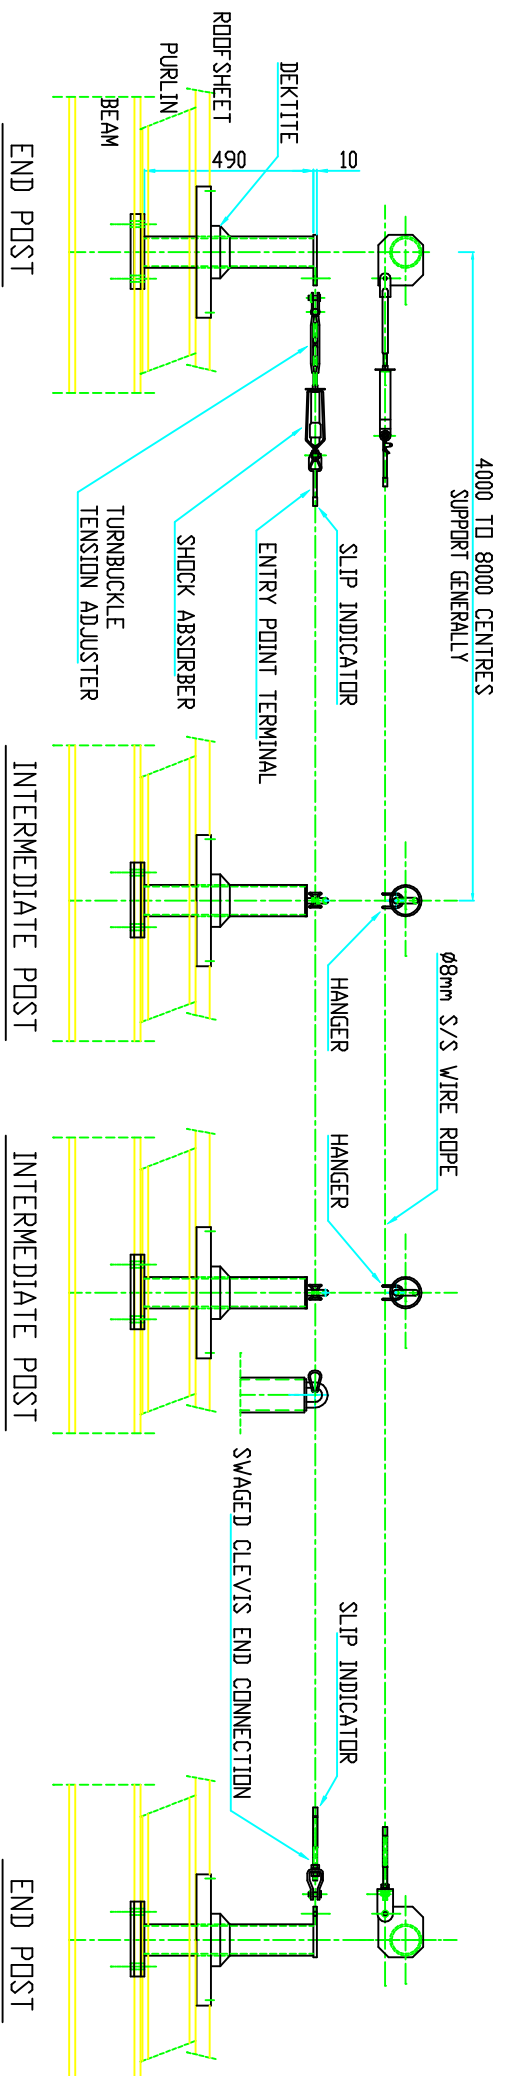 4000 TO 8000 CENTRES
SUPPORT GENERALLY
Ø8mm S/S WIRE ROPE
10
490
DEKTITE
ROOFSHEET
PURLIN
BEAM
SLIP INDICATOR
ENTRY POINT TERMINAL
SHOCK ABSORBER
TURNBUCKLE
TENSION ADJUSTER
HANGER
HANGER
SLIP INDICATOR
SWAGED CLEVIS END CONNECTION
END POST
INTERMEDIATE POST
INTERMEDIATE POST
END POST